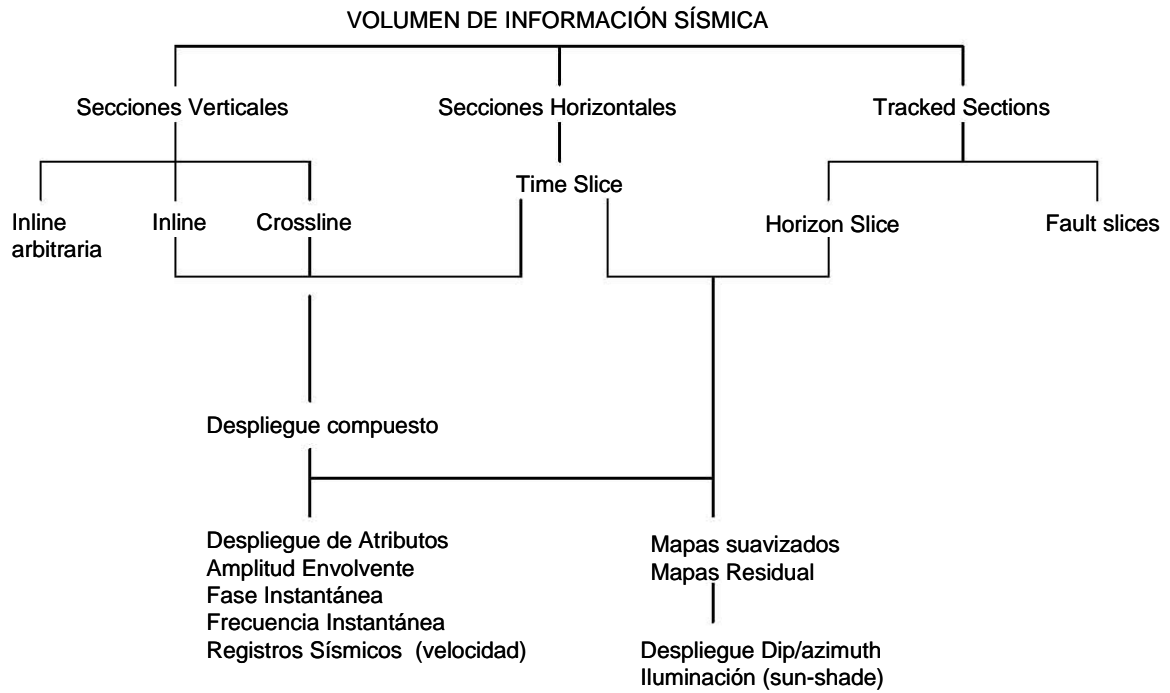 VOLUMEN DE INFORMACIÓN SÍSMICA
Secciones Verticales
Secciones Horizontales
Tracked Sections
Time Slice
Inline
arbitraria
Inline
Crossline
Horizon Slice
Fault slices
Despliegue compuesto
Despliegue de Atributos
Amplitud Envolvente
Fase Instantánea
Frecuencia Instantánea
Registros Sísmicos (velocidad)
Mapas suavizados
Mapas Residual
Despliegue Dip/azimuth
Iluminación (sun-shade)